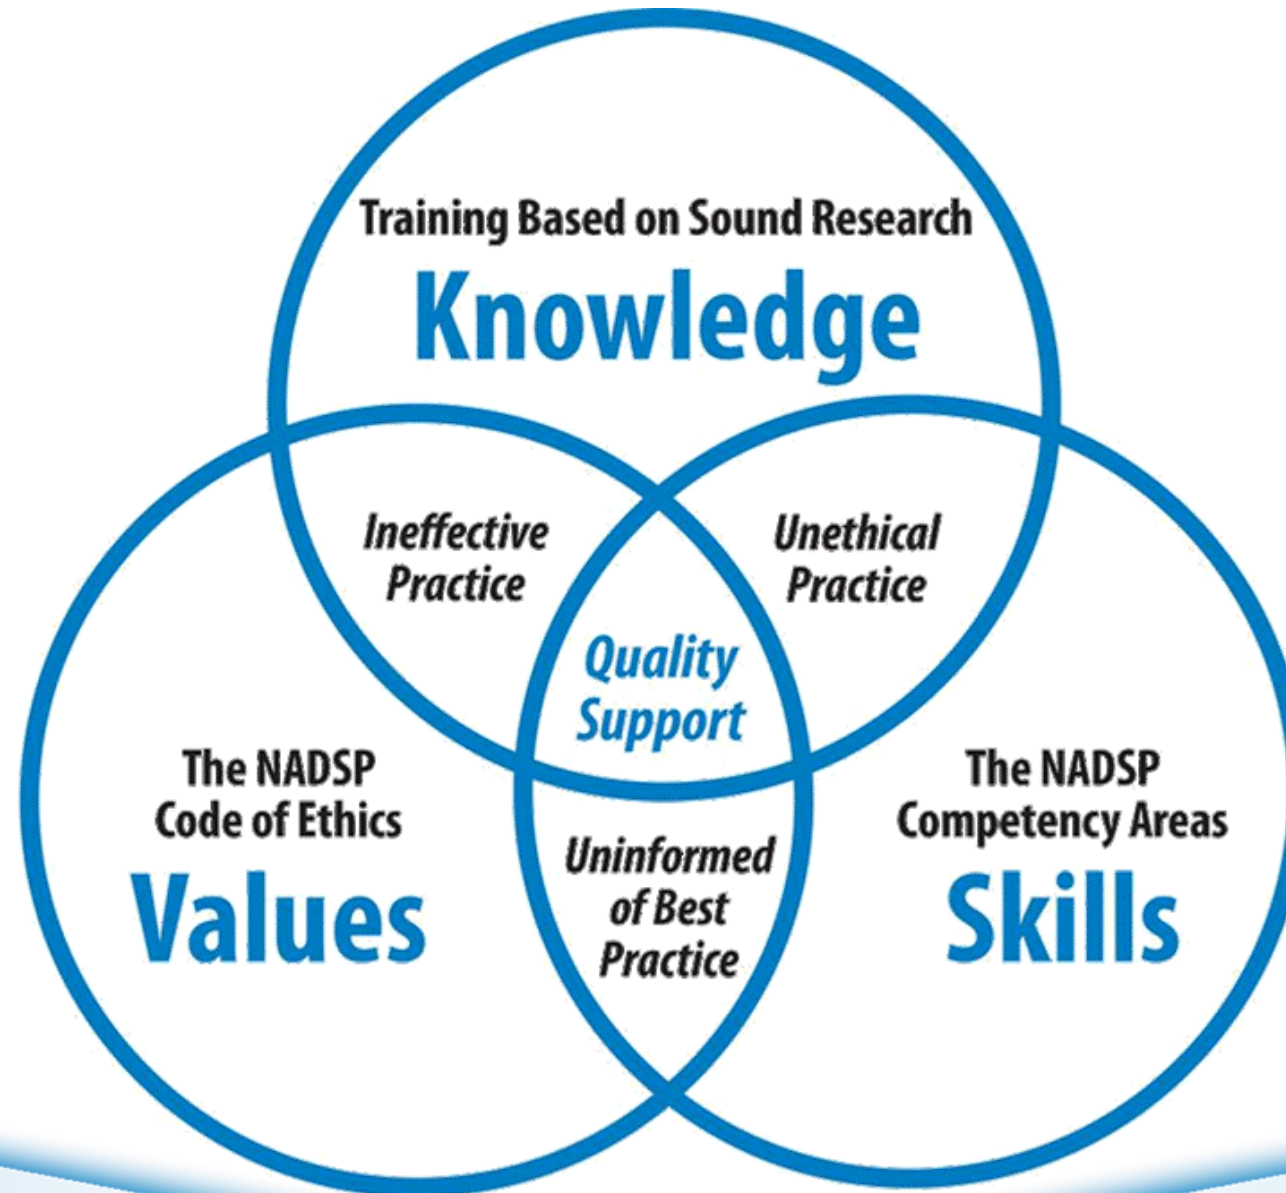 Training Based on Sound Research
Knowledge
Ineffective
Practice
Unethical
Practice
Quality
Support
The NADSP
Code of Ethics
Values
Uninformed
of Best
Practice
The NADSP
Competency Areas
Skills